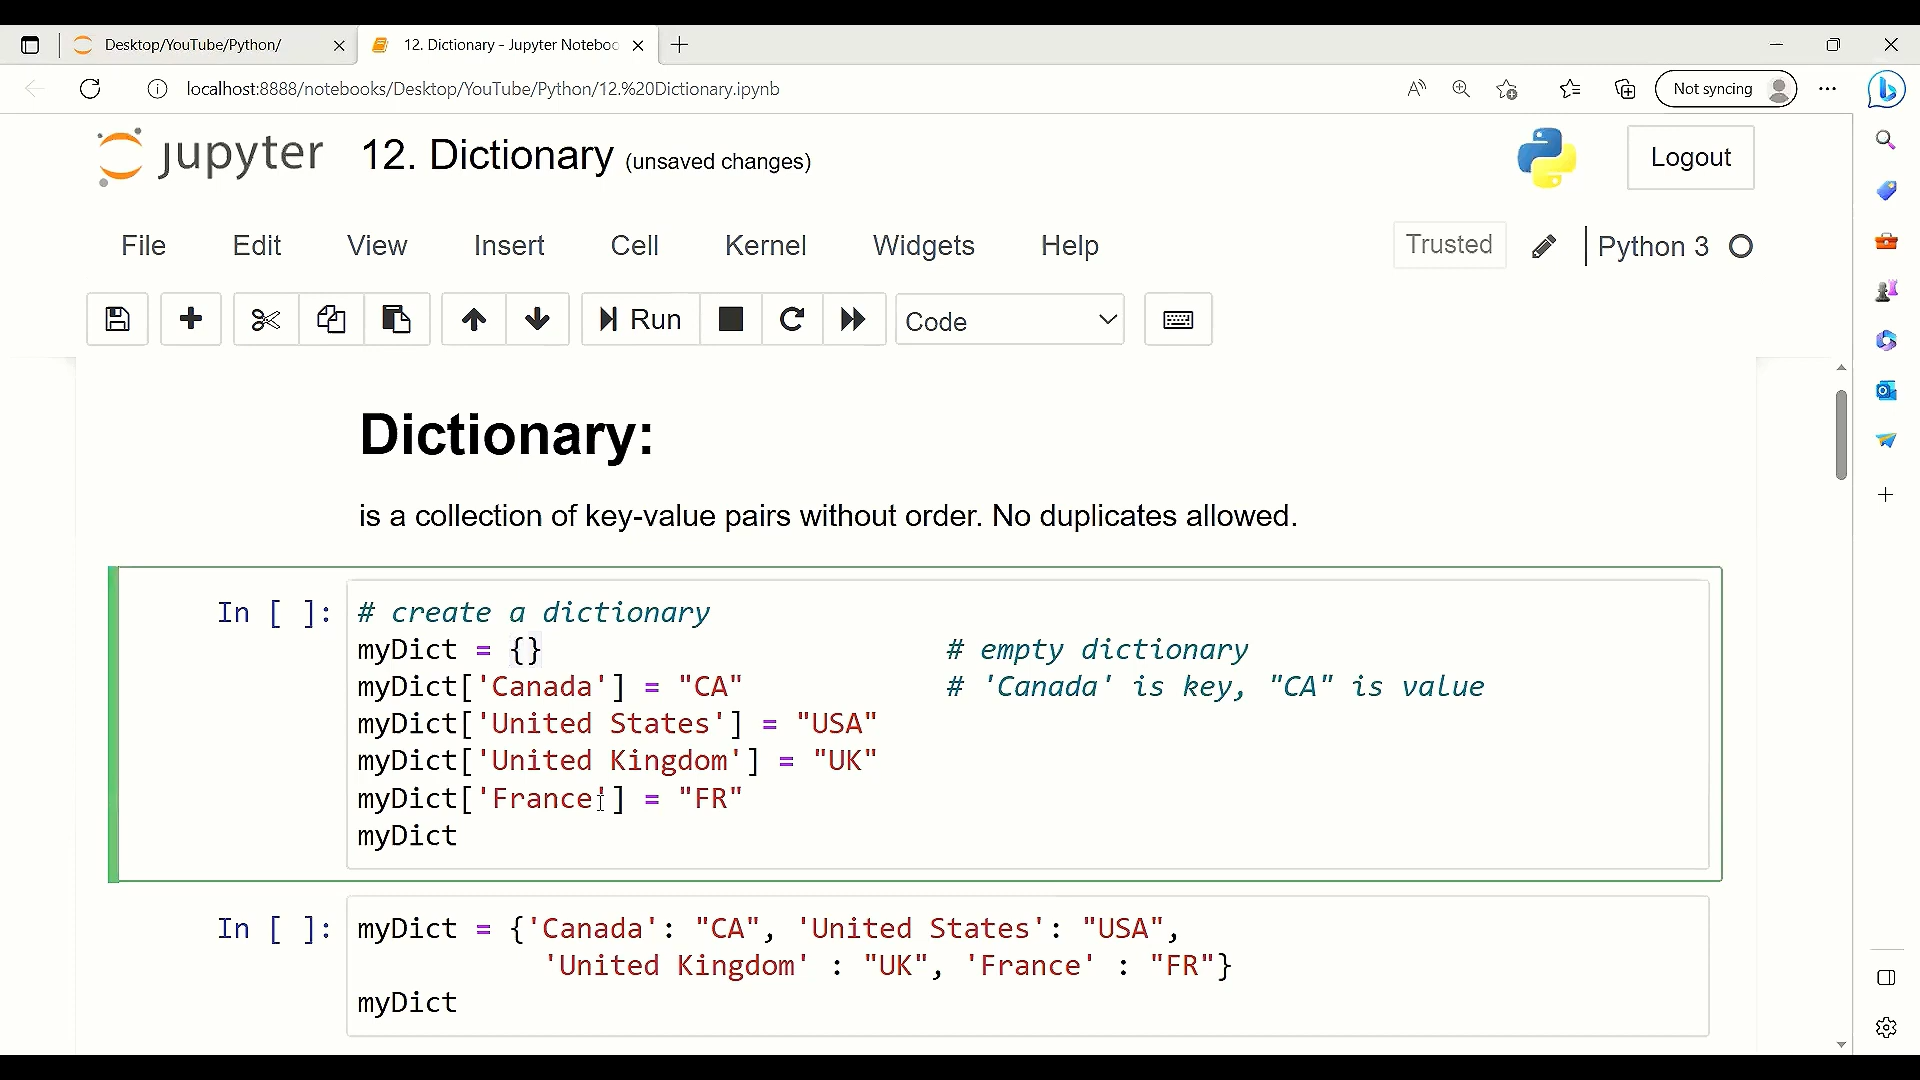 Desktop/YouTube/Python/
12. Dictionary - Jupyter Noteboo
localhost:8888/notebooks/Desktop/YouTube/Python/12.%20Dictionary.ipynb
Not syncing
jupyter 12. Dictionary (unsaved changes)
Logout
File Edit View Insert Cell Kernel Widgets Help Trusted Python 3
Run Code
Dictionary:
is a collection of key-value pairs without order. No duplicates allowed.
In [ ]: # create a dictionary
myDict = {} # empty dictionary
myDict['Canada'] = "CA" # 'Canada' is key, "CA" is value
myDict['United States'] = "USA"
myDict['United Kingdom'] = "UK"
myDict['France'] = "FR"
myDict
In [ ]: myDict = {'Canada': "CA", 'United States': "USA",
'United Kingdom' : "UK", 'France' : "FR"}
myDict